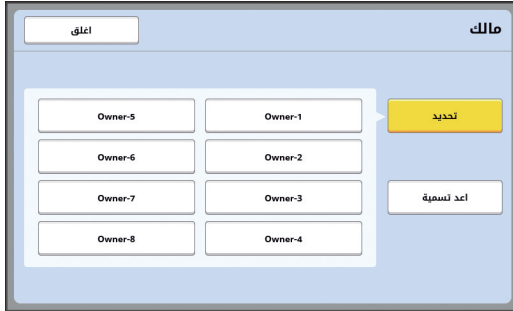 مالك
اغلق
تحديد
Owner-1
Owner-5
Owner-2
Owner-6
اعد تسمية
Owner-3
Owner-7
Owner-4
Owner-8